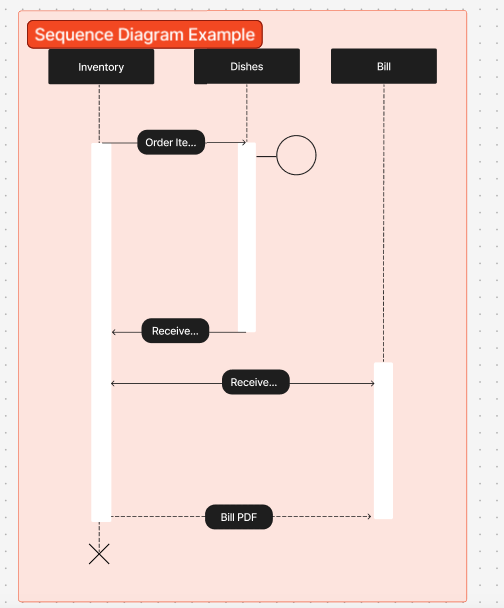 Sequence Diagram Example
Inventory
Dishes
Bill
Order Ite...
Receive...
Receive...
Bill PDF